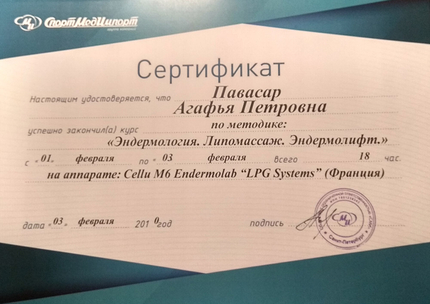 СпортМедИмпорт
Сертификат
Настоящим удостоверяется, что Павасар
Агафья Петровна
успешно закончил(а) курс по методике:
«Эндермология. Липомассаж. Эндермолифт.»
с «01. февраля по «03 февраля всего 18 час.
на аппарате: Cellu M6 Endermolab “LPG Systems” (Франция)
дата «03» февраля 2010год подпись
Санкт-Петербург